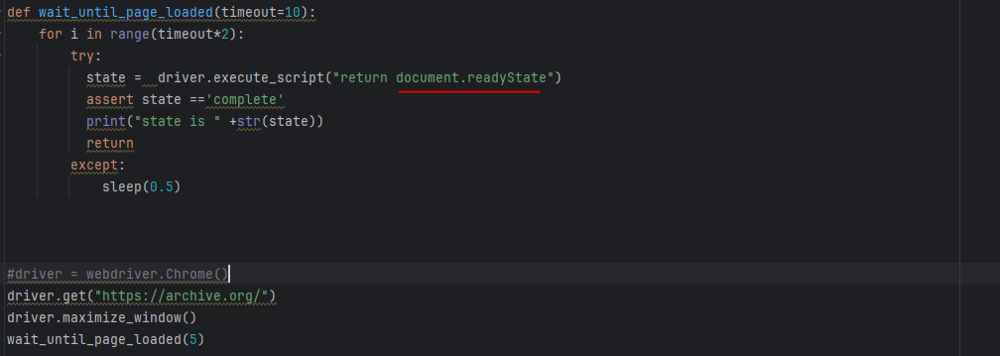 def wait_until_page_loaded(timeout=10):
    for i in range(timeout*2):
        try:
          state =  driver.execute_script("return document.readyState")
          assert state =='complete'
          print("state is " +str(state))
          return
        except:
            sleep(0.5)
#driver = webdriver.Chrome()
driver.get("https://archive.org/")
driver.maximize_window()
wait_until_page_loaded(5)